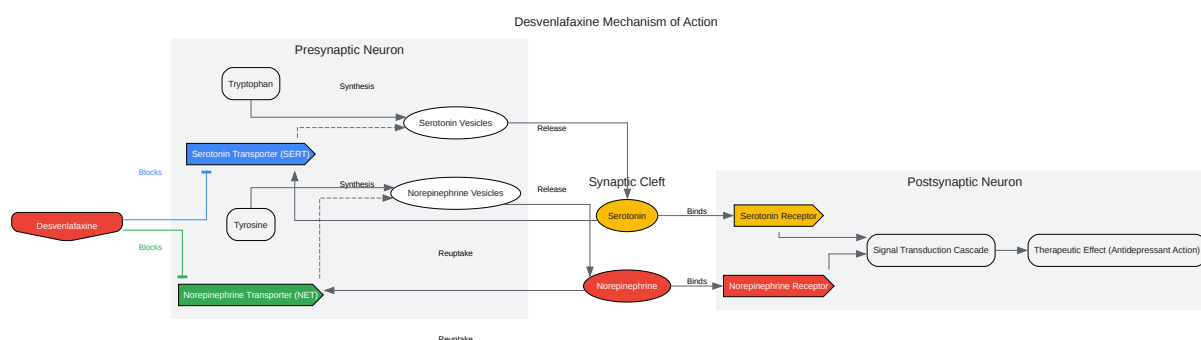 Desvenlafaxine Mechanism of Action
Presynaptic Neuron
Tryptophan
Synthesis
Serotonin Vesicles
Release
Serotonin Transporter (SERT)
Blocks
Synthesis
Norepinephrine Vesicles
Release
Synaptic Cleft
Postsynaptic Neuron
Desvenlafaxine
Tyrosine
Serotonin
Binds
Serotonin Receptor
Blocks
Reuptake
Signal Transduction Cascade
Therapeutic Effect (Antidepressant Action)
Norepinephrine Transporter (NET)
Norepinephrine
Binds
Norepinephrine Receptor
Reuptake